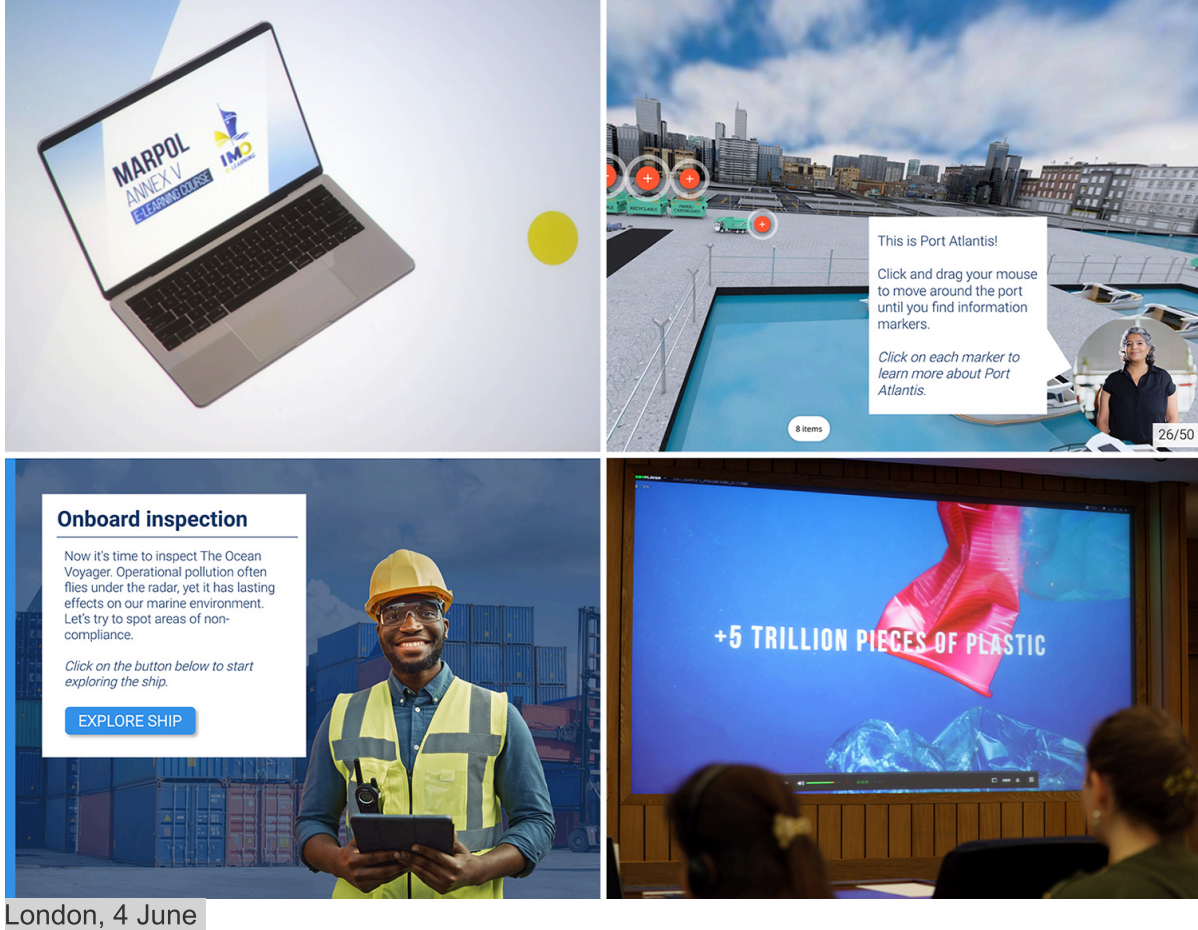 MARPOL
ANNEX V
E-LEARNING COURSE
IMO
E-LEARNING
RECYCLABLE
PAPER/
CARDBOARD
This is Port Atlantis!
Click and drag your mouse
to move around the port
until you find information
markers.
Click on each marker to
learn more about Port
Atlantis.
8 items
26/50
Onboard inspection
Now it's time to inspect The Ocean
Voyager. Operational pollution often
flies under the radar, yet it has lasting
effects on our marine environment.
Let's try to spot areas of non-
compliance.
Click on the button below to start
exploring the ship.
EXPLORE SHIP
+5 TRILLION PIECES OF PLASTIC
London, 4 June